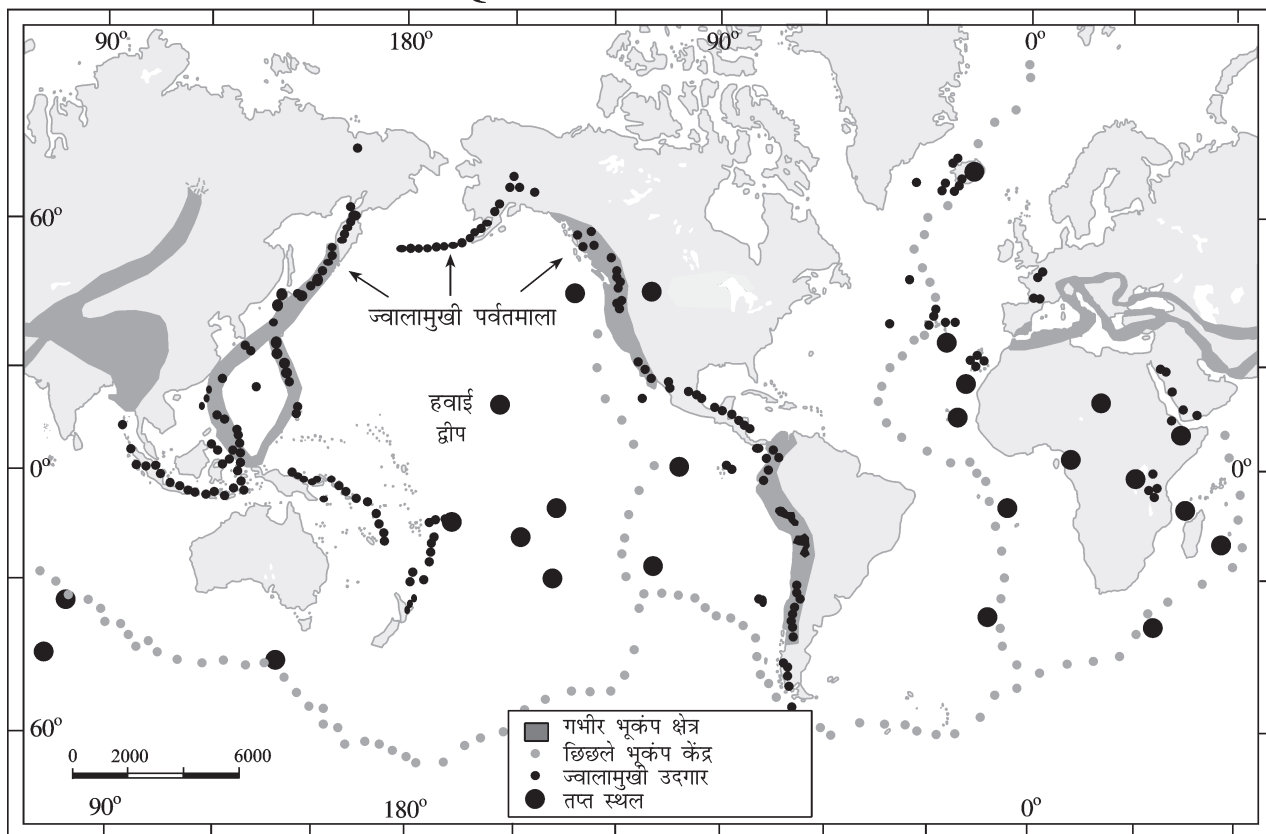 90° 180° 90° 0°
60°
ज्वालामुखी पर्वतमाला
हवाई
द्वीप
0° 0°
60°
गभीर भूकंप क्षेत्र
छिछले भूकंप केंद्र
ज्वालामुखी उदगार
तप्त स्थल
0 2000 6000
90° 180° 0°